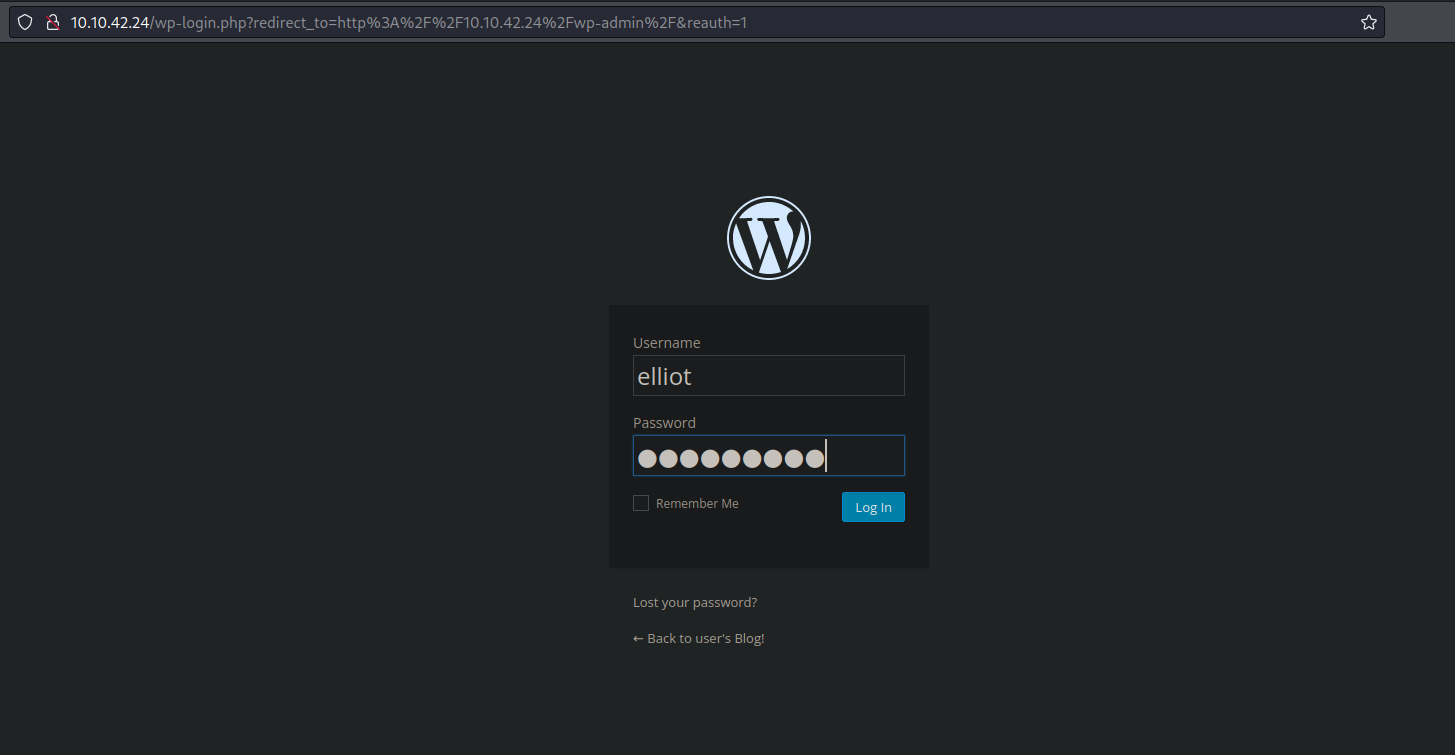 10.10.42.24/wp-login.php?redirect_to=http%3A%2F%2F10.10.42.24%2Fwp-admin%2F&reauth=1
Username
elliot
Password
●●●●●●●●●
Remember Me
Log In
Lost your password?
← Back to user's Blog!